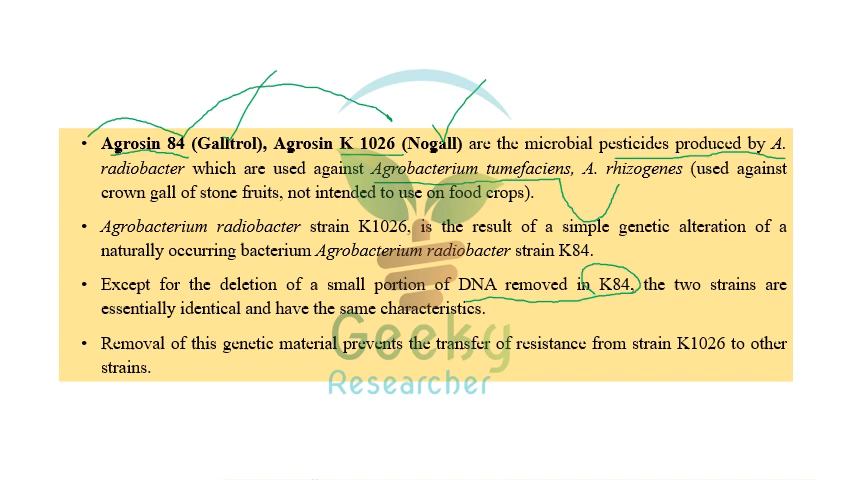 • Agrosin 84 (Galltrol), Agrosin K 1026 (Nogall) are the microbial pesticides produced by A.
radiobacter which are used against Agrobacterium tumefaciens, A. rhizogenes (used against
crown gall of stone fruits, not intended to use on food crops).
• Agrobacterium radiobacter strain K1026, is the result of a simple genetic alteration of a
naturally occurring bacterium Agrobacterium radiobacter strain K84.
• Except for the deletion of a small portion of DNA removed in K84, the two strains are
essentially identical and have the same characteristics.
• Removal of this genetic material prevents the transfer of resistance from strain K1026 to other
strains.
Geeky
Researcher